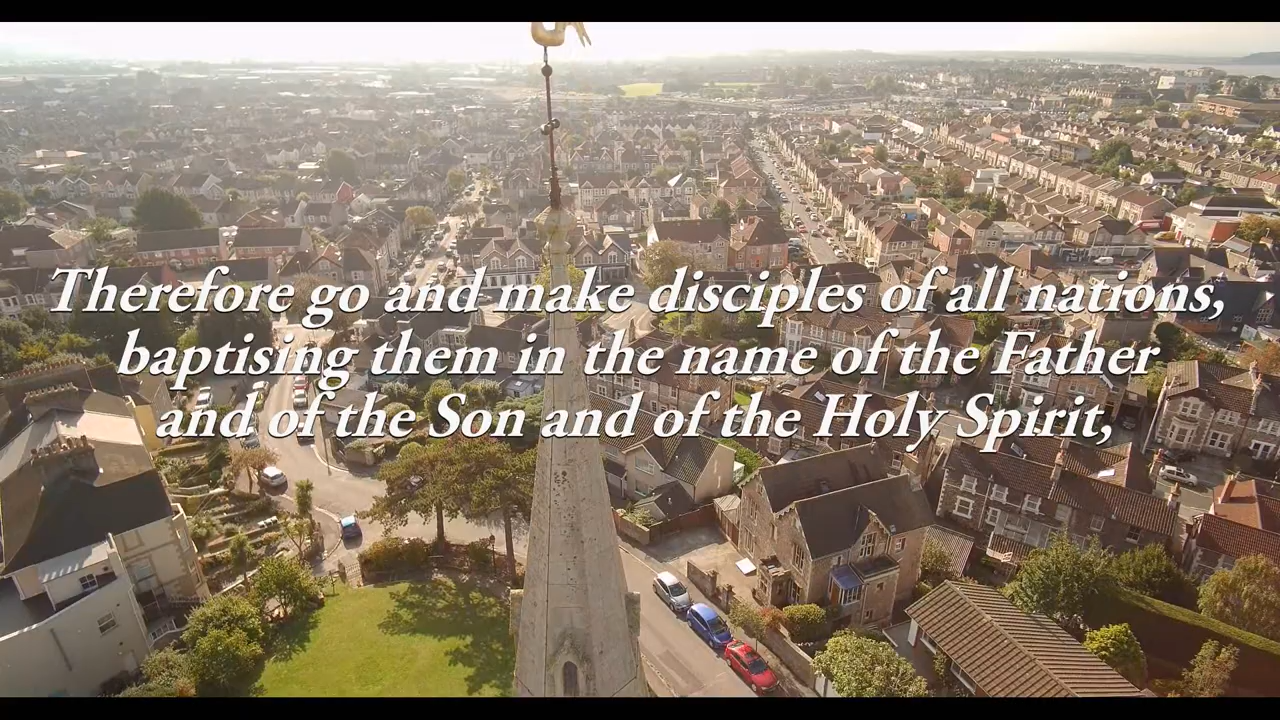 Therefore go and make disciples of all nations,
baptising them in the name of the Father
and of the Son and of the Holy Spirit,